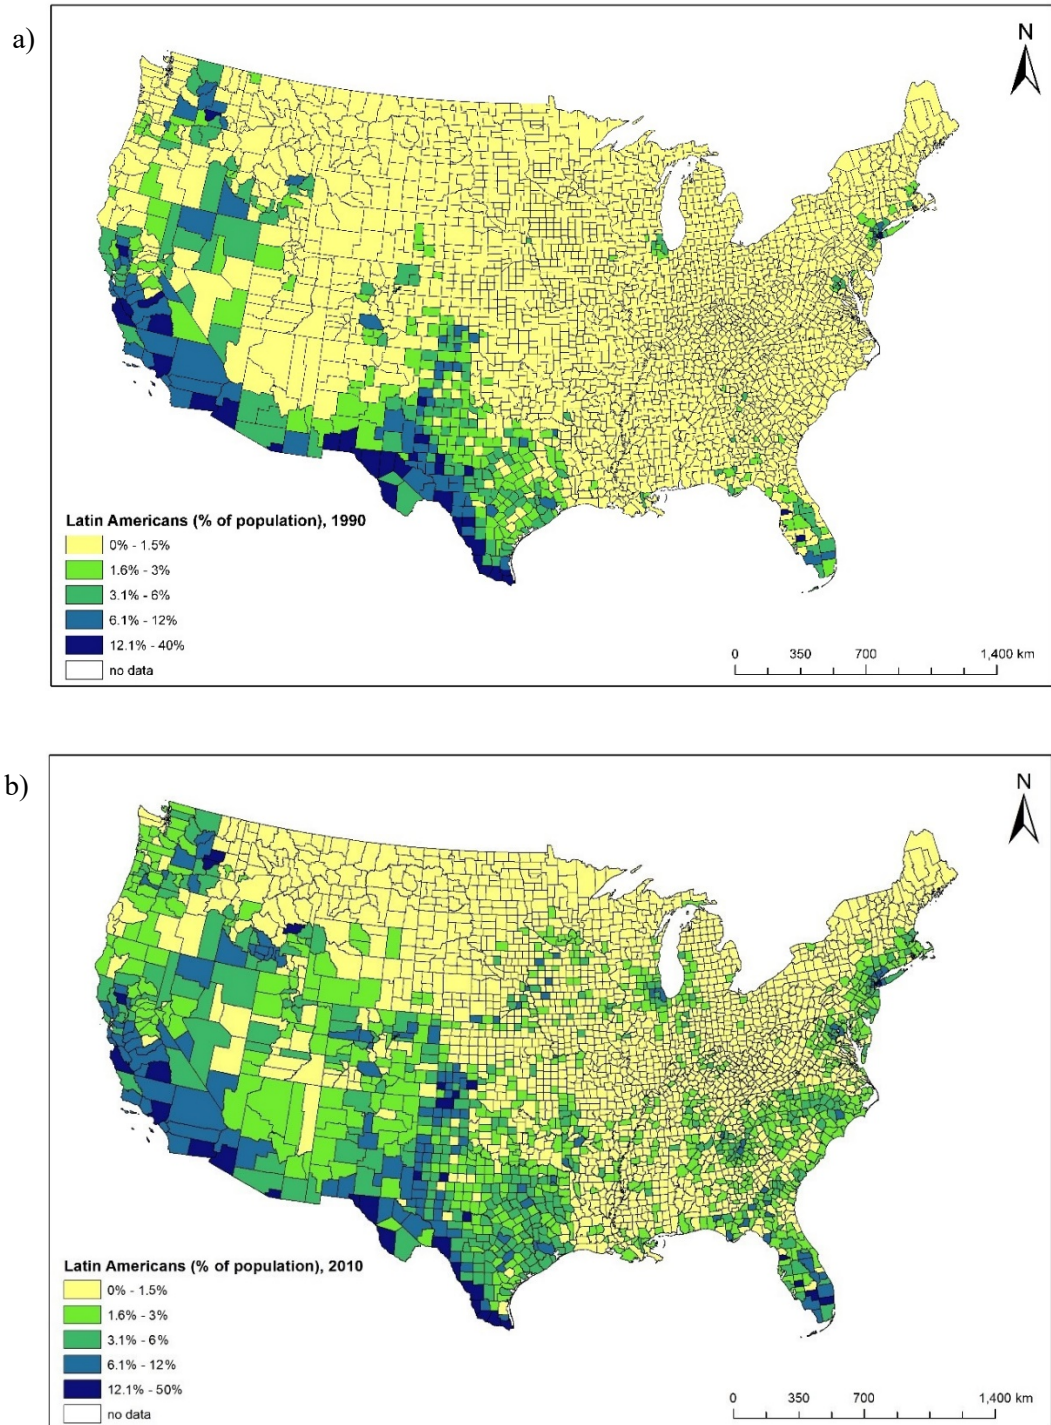 a)
N
Latin Americans (% of population), 1990
0% - 1.5%
1.6% - 3%
3.1% - 6%
6.1% - 12%
12.1% - 40%
no data
0 350 700 1,400 km
b)
N
Latin Americans (% of population), 2010
0% - 1.5%
1.6% - 3%
3.1% - 6%
6.1% - 12%
12.1% - 50%
no data
0 350 700 1,400 km